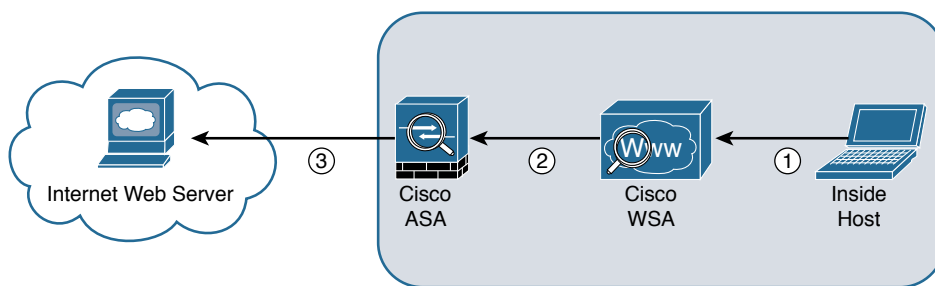 Www
3
2
1
Internet Web Server
Cisco
ASA
Cisco
WSA
Inside
Host